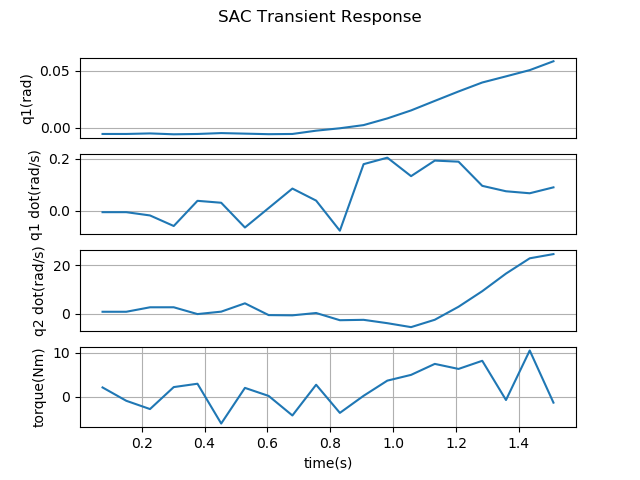 SAC Transient Response
q1(rad)
0.05
0.00
q1 dot(rad/s)
0.2
0.0
q2 dot(rad/s)
20
0
torque(Nm)
10
0
0.2 0.4 0.6 0.8 1.0 1.2 1.4
time(s)